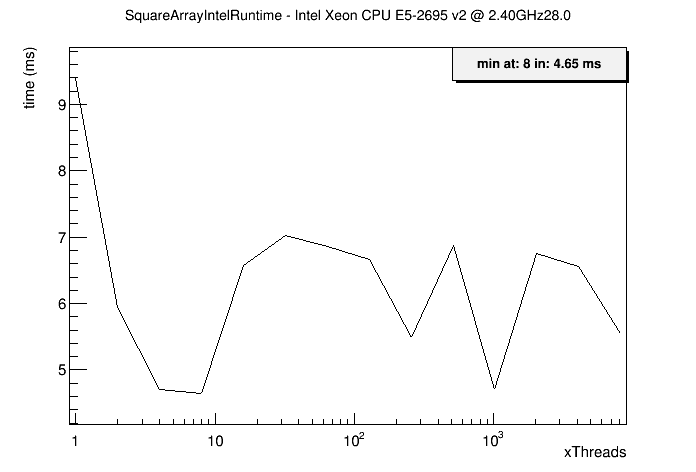 SquareArrayIntelRuntime - Intel Xeon CPU E5-2695 v2 @ 2.40GHz28.0
time (ms)
min at: 8 in: 4.65 ms
9
8
7
6
5
1 10 10² 10³
xThreads